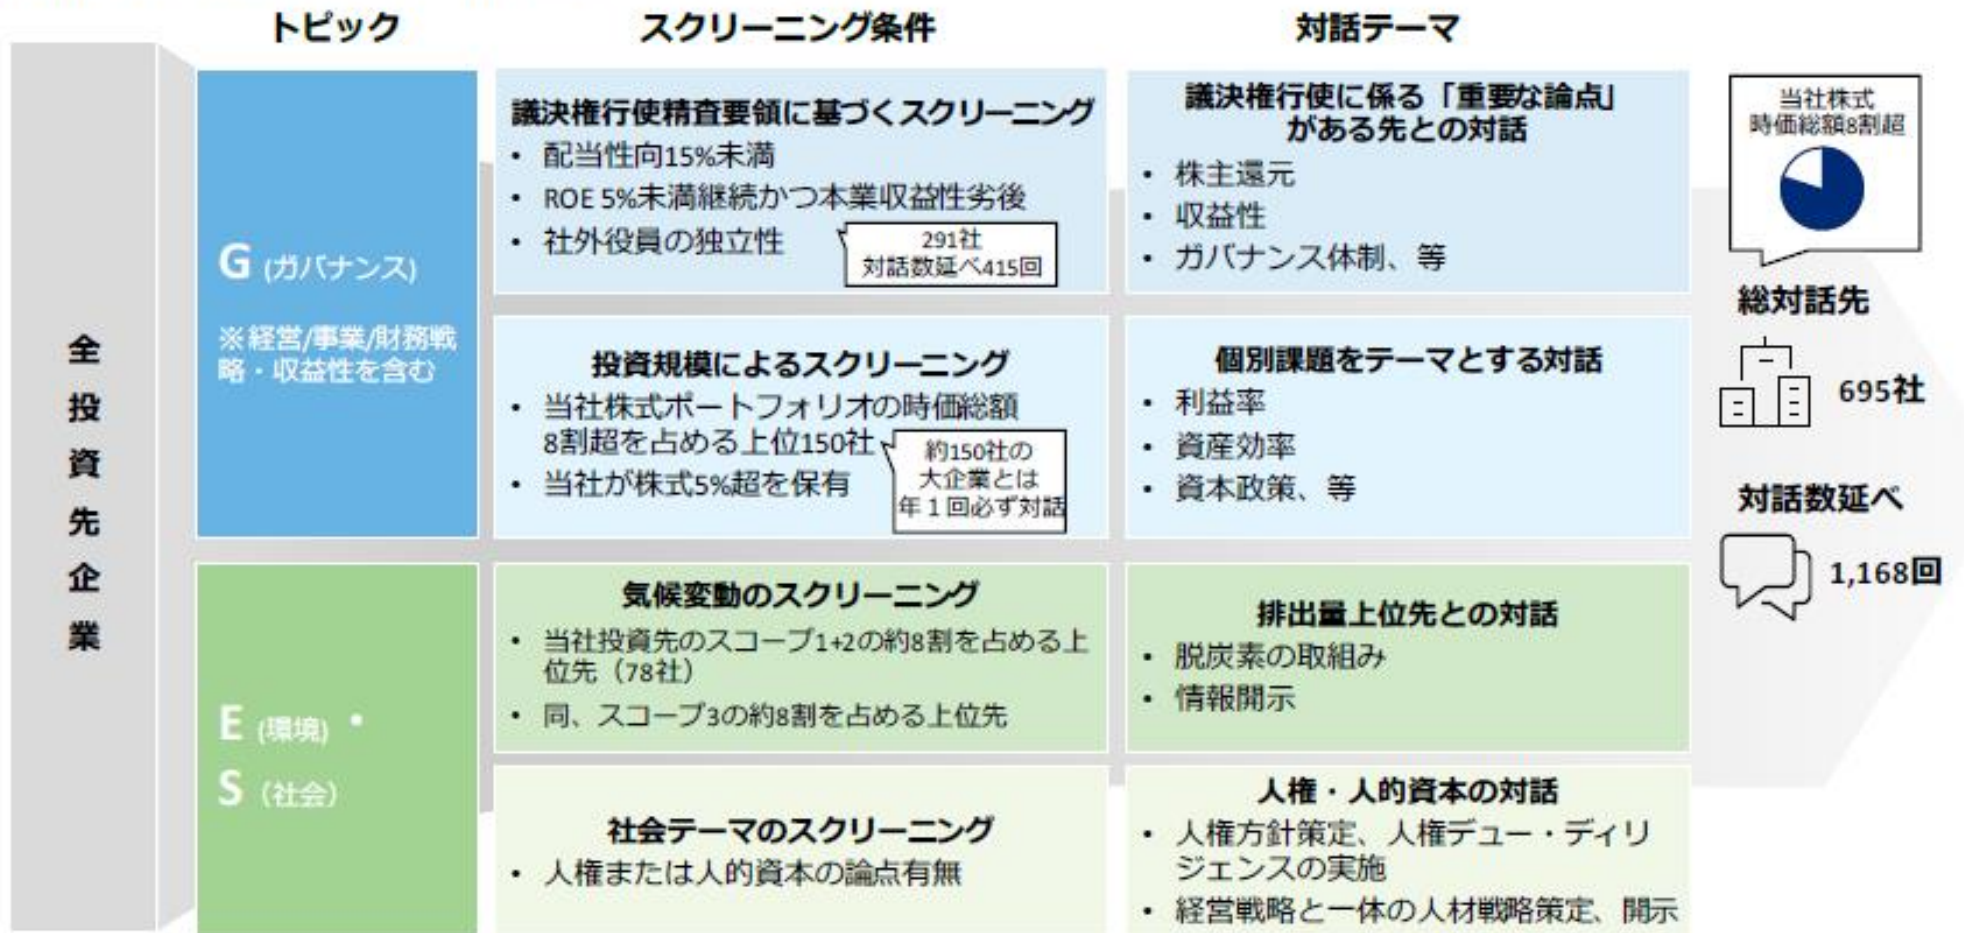 トピック
スクリーニング条件
対話テーマ
全
投
資
先
企
業
G (ガバナンス)
※経営/事業/財務戦
略・収益性を含む
議決権行使精査要領に基づくスクリーニング
• 配当性向15%未満
• ROE 5%未満継続かつ本業収益性劣後
• 社外役員の独立性
291社
対話数延べ415回
議決権行使に係る「重要な論点」
がある先との対話
• 株主還元
• 収益性
• ガバナンス体制、等
投資規模によるスクリーニング
• 当社株式ポートフォリオの時価総額
8割超を占める上位150社
• 当社が株式5%超を保有
約150社の
大企業とは
年1回必ず対話
個別課題をテーマとする対話
• 利益率
• 資産効率
• 資本政策、等
E (環境) ・
S (社会)
気候変動のスクリーニング
• 当社投資先のスコープ1+2の約8割を占める上
位先（78社）
• 同、スコープ3の約8割を占める上位先
排出量上位先との対話
• 脱炭素の取組み
• 情報開示
社会テーマのスクリーニング
• 人権または人的資本の論点有無
人権・人的資本の対話
• 人権方針策定、人権デュー・ディリ
ジェンスの実施
• 経営戦略と一体の人材戦略策定、開示
当社株式
時価総額8割超
総対話先
695社
対話数延べ
1,168回